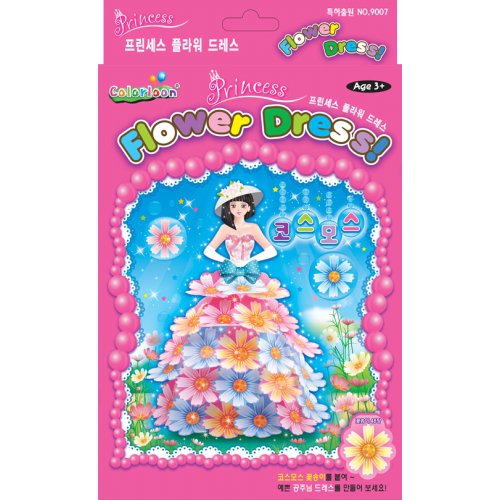 Princess
프린세스 플라워 드레스
특허출원 NO.9007
Flower Dress!
Colorloon
Princess
Age 3+
프린세스 플라워 드레스
Flower Dress!
코스모스
코스모스 꽃송이를 붙여 ~
예쁜 공주님 드레스를 만들어 보세요!